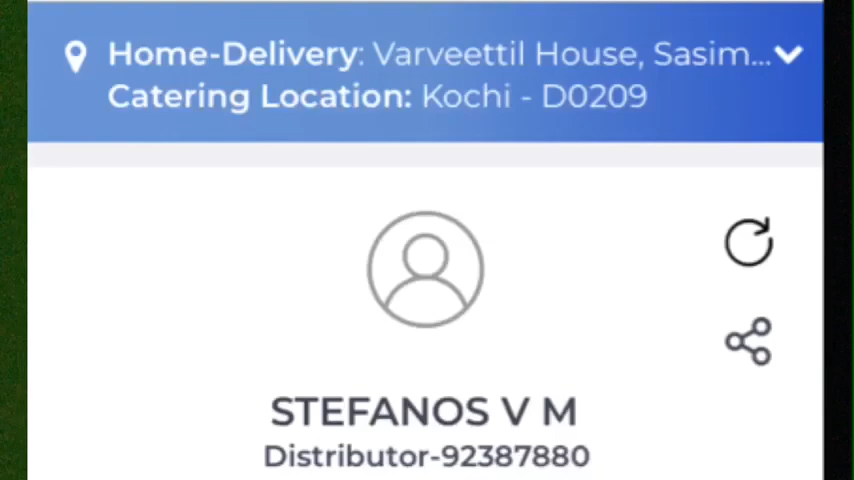 Home-Delivery: Varveettil House, Sasim...
Catering Location: Kochi - D0209
STEFANOS V M
Distributor-92387880